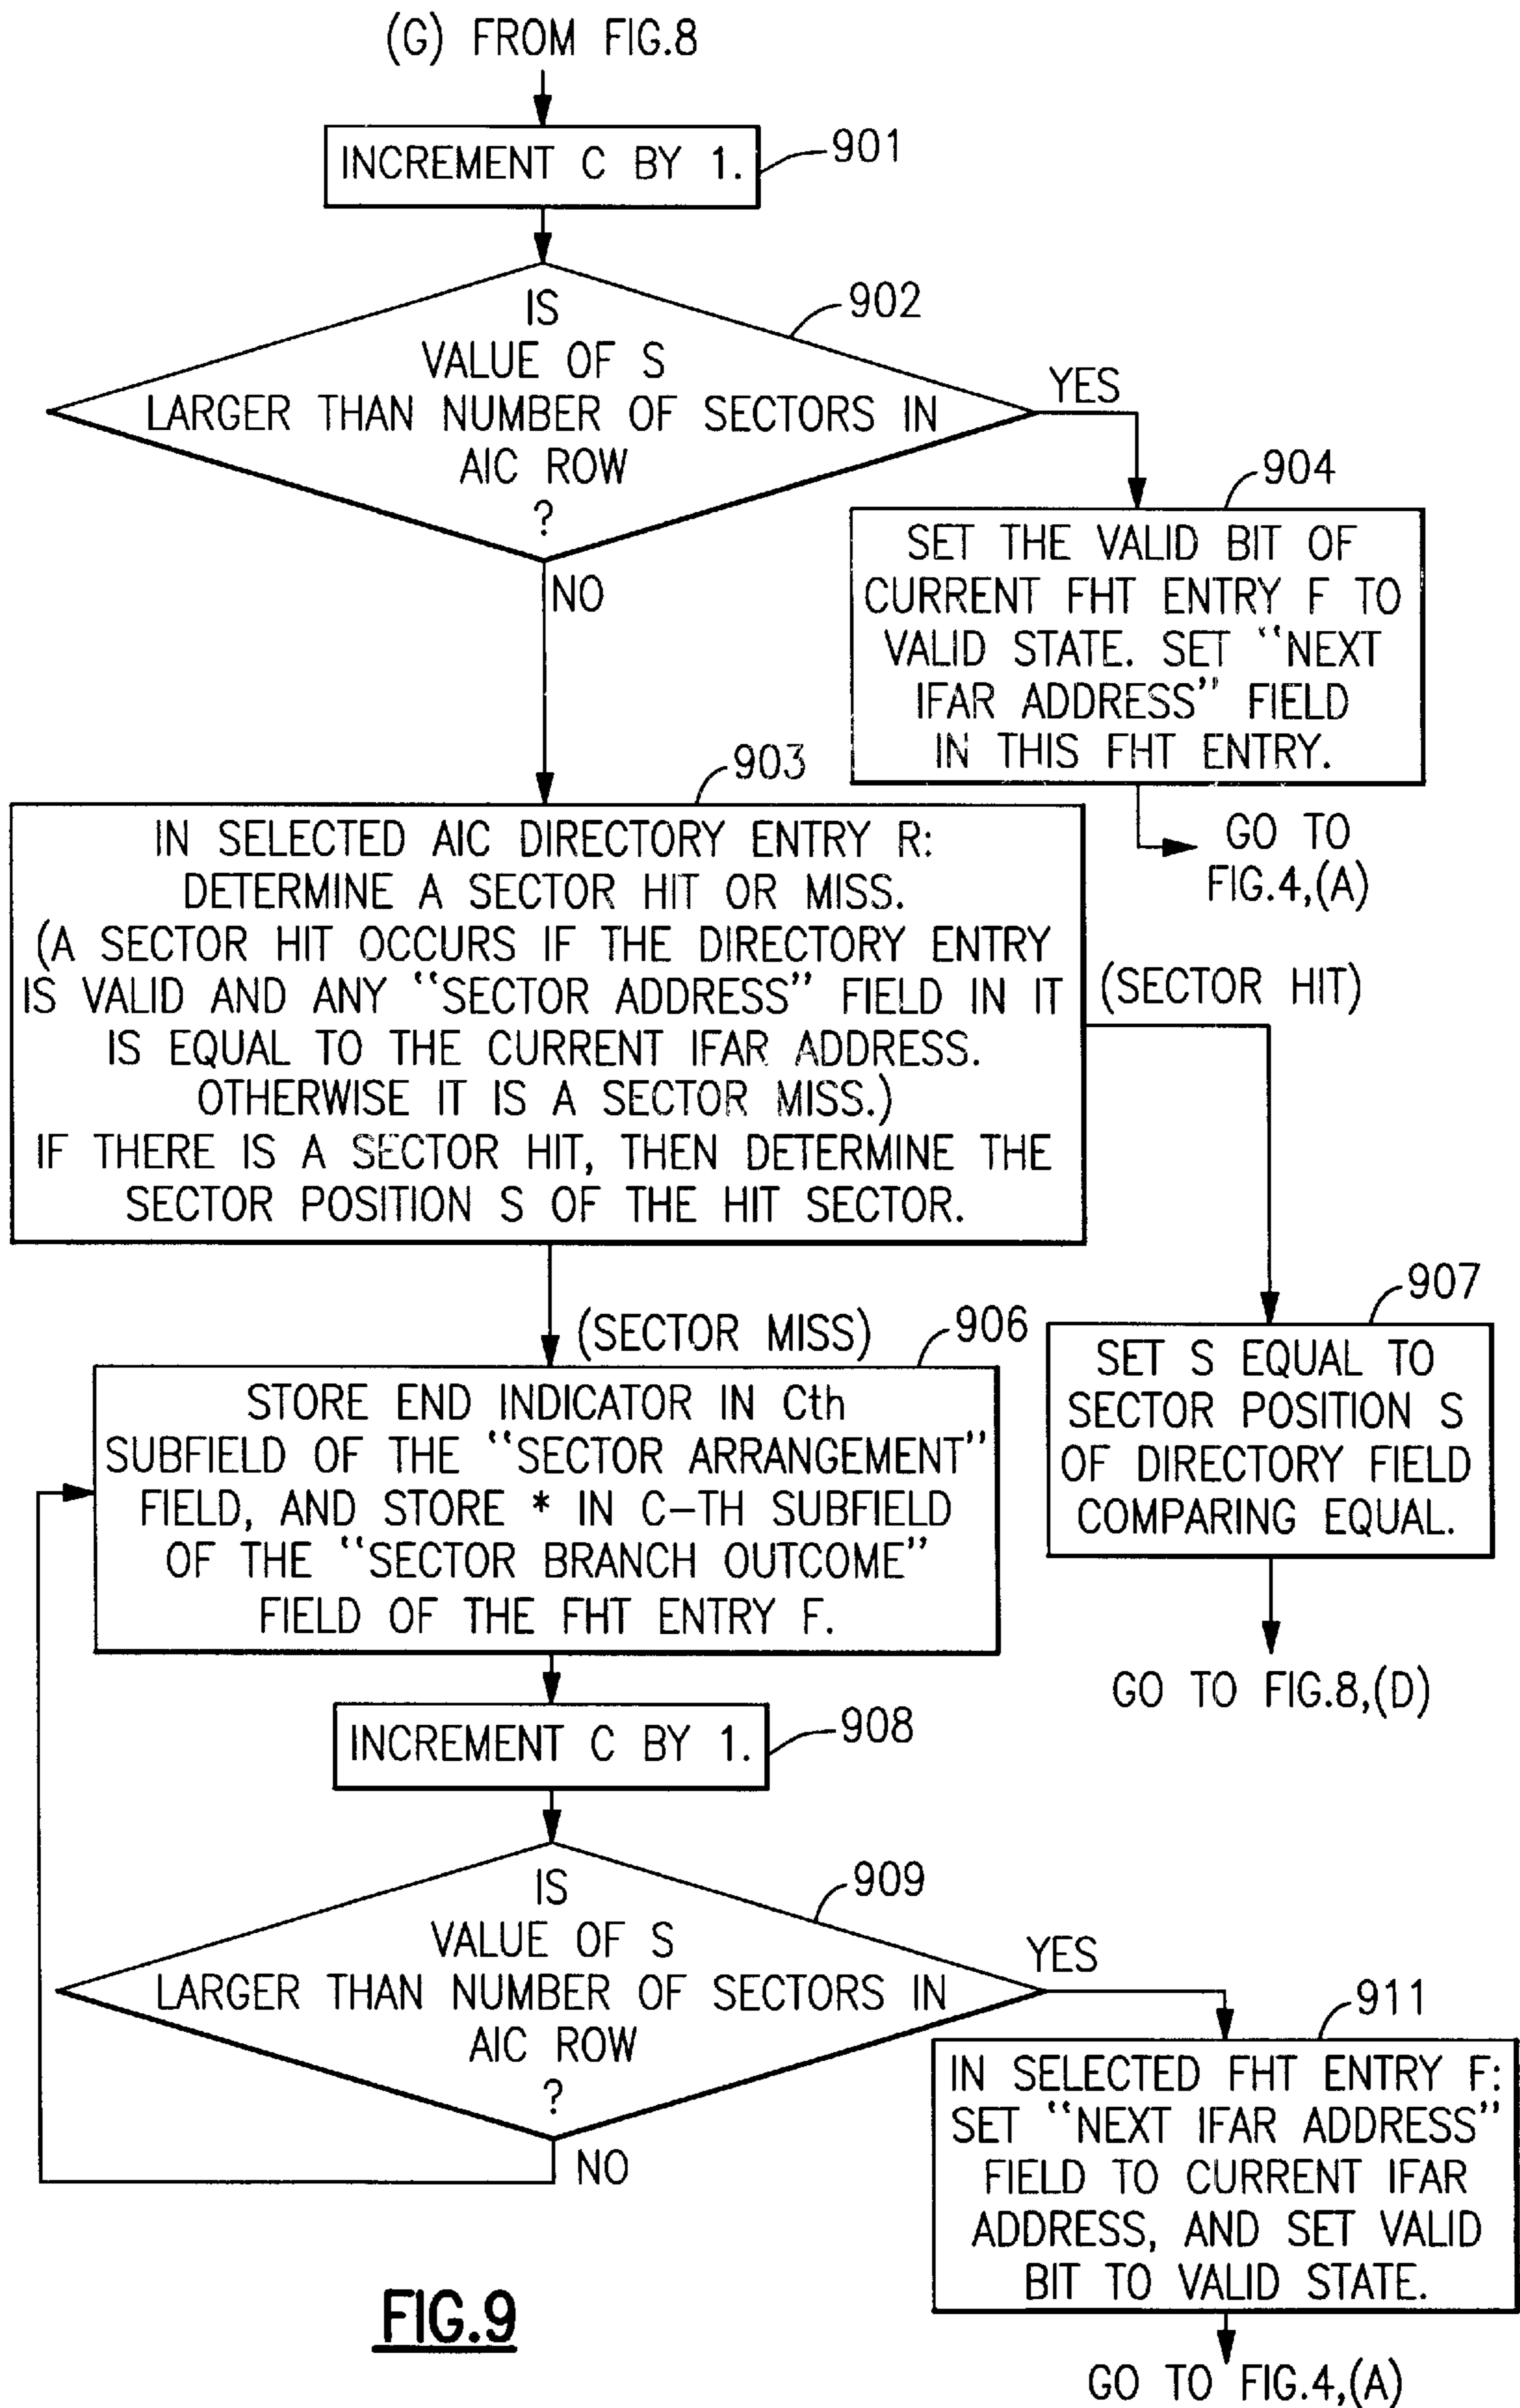 (G) FROM FIG.8
INCREMENT C BY 1.
901
IS
VALUE OF S
LARGER THAN NUMBER OF SECTORS IN
AIC ROW
?
902
YES
NO
904
SET THE VALID BIT OF
CURRENT FHT ENTRY F TO
VALID STATE. SET "NEXT
IFAR ADDRESS" FIELD
IN THIS FHT ENTRY.
GO TO
FIG.4,(A)
903
IN SELECTED AIC DIRECTORY ENTRY R:
DETERMINE A SECTOR HIT OR MISS.
(A SECTOR HIT OCCURS IF THE DIRECTORY ENTRY
IS VALID AND ANY "SECTOR ADDRESS" FIELD IN IT
IS EQUAL TO THE CURRENT IFAR ADDRESS.
OTHERWISE IT IS A SECTOR MISS.)
IF THERE IS A SECTOR HIT, THEN DETERMINE THE
SECTOR POSITION S OF THE HIT SECTOR.
(SECTOR HIT)
(SECTOR MISS)
907
SET S EQUAL TO
SECTOR POSITION S
OF DIRECTORY FIELD
COMPARING EQUAL.
GO TO FIG.8,(D)
906
STORE END INDICATOR IN Cth
SUBFIELD OF THE "SECTOR ARRANGEMENT"
FIELD, AND STORE * IN C-TH SUBFIELD
OF THE "SECTOR BRANCH OUTCOME"
FIELD OF THE FHT ENTRY F.
INCREMENT C BY 1.
908
IS
VALUE OF S
LARGER THAN NUMBER OF SECTORS IN
AIC ROW
?
909
YES
NO
911
IN SELECTED FHT ENTRY F:
SET "NEXT IFAR ADDRESS"
FIELD TO CURRENT IFAR
ADDRESS, AND SET VALID
BIT TO VALID STATE.
GO TO FIG.4,(A)
FIG.9